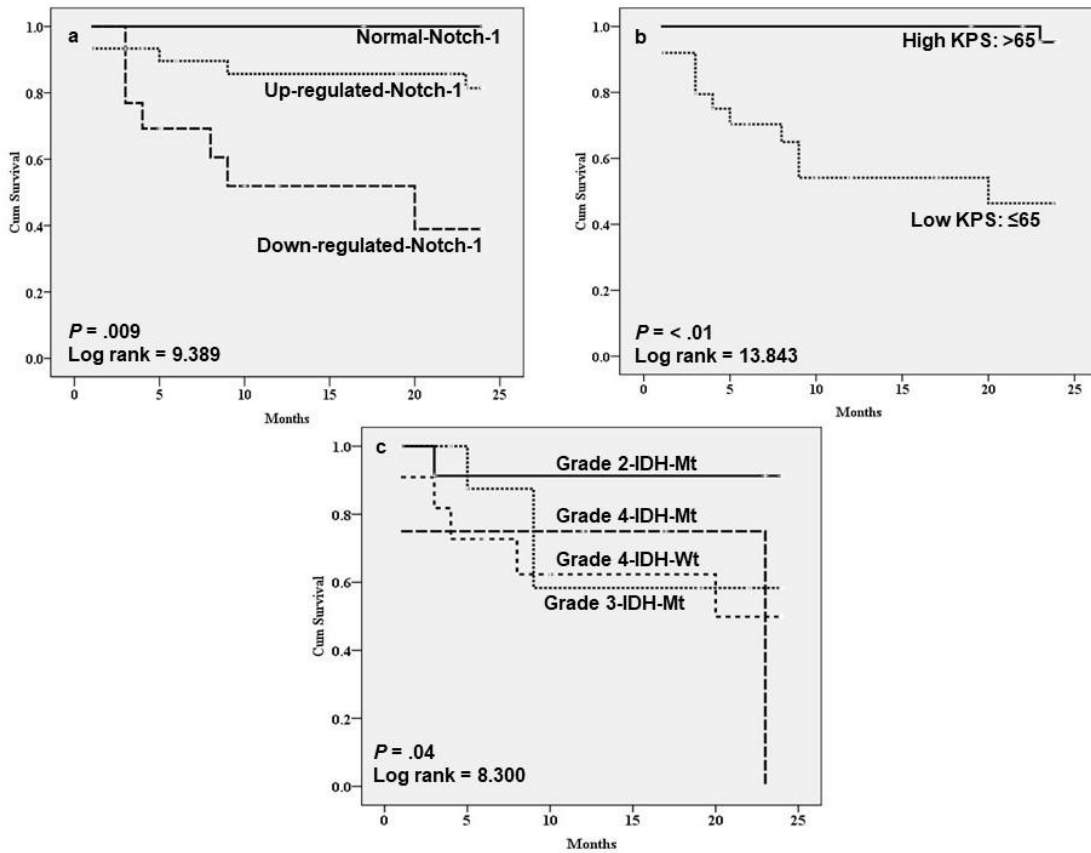 a
1.0
0.8
0.6
0.4
0.2
0.0
Cum Survival
Normal-Notch-1
Up-regulated-Notch-1
Down-regulated-Notch-1
P = .009
Log rank = 9.389
0 5 10 15 20 25
Months
b
1.0
0.8
0.6
0.4
0.2
0.0
Cum Survival
High KPS: >65
Low KPS: ≤65
P = < .01
Log rank = 13.843
0 5 10 15 20 25
Months
c
1.0
0.8
0.6
0.4
0.2
0.0
Cum Survival
Grade 2-IDH-Mt
Grade 4-IDH-Mt
Grade 4-IDH-Wt
Grade 3-IDH-Mt
P = .04
Log rank = 8.300
0 5 10 15 20 25
Months